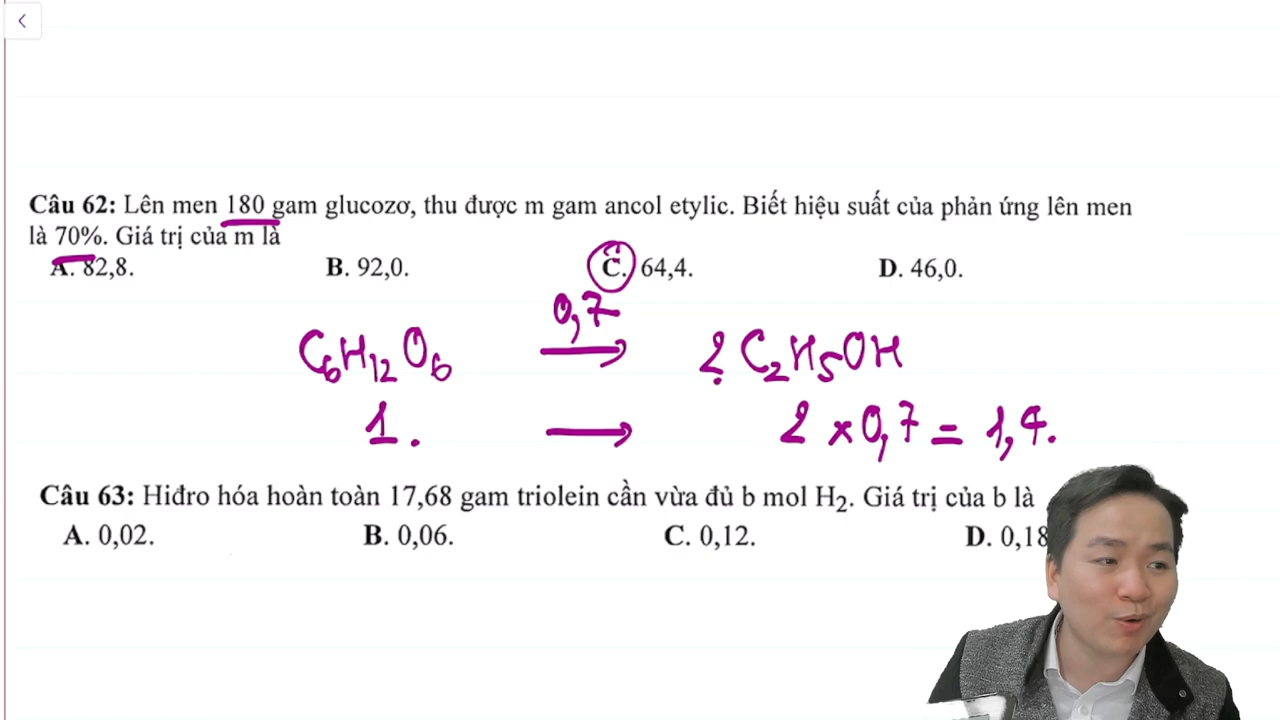 Câu 62: Lên men 180 gam glucozơ, thu được m gam ancol etylic. Biết hiệu suất của phản ứng lên men
là 70%. Giá trị của m là
A. 82,8. B. 92,0. C. 64,4. D. 46,0.
0,7
C₆H₁₂O₆ → 2 C₂H₅OH
1. → 2 × 0,7 = 1,4.
Câu 63: Hiđro hóa hoàn toàn 17,68 gam triolein cần vừa đủ b mol H₂. Giá trị của b là
A. 0,02. B. 0,06. C. 0,12. D. 0,18